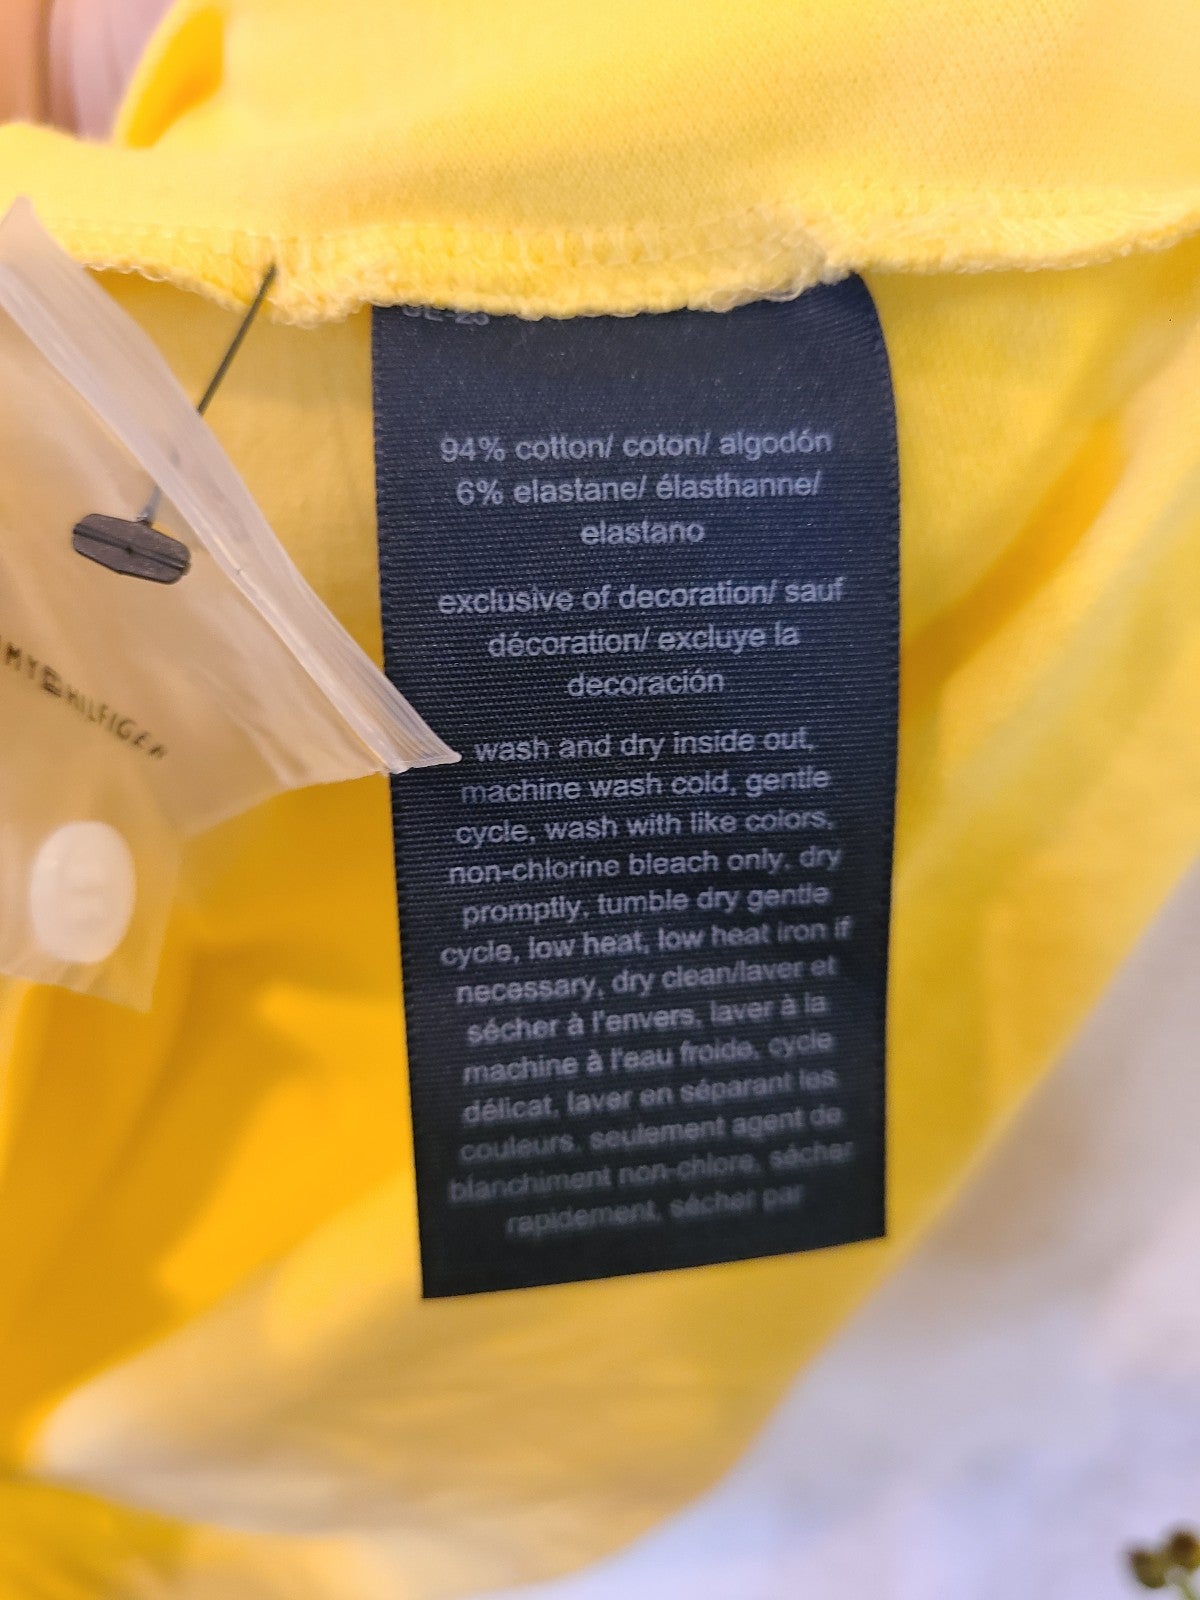 94% cotton/ coton/ algodón
6% elastane/ élasthanne/
elastano
exclusive of decoration/ sauf
décoration/ excluye la
decoración
wash and dry inside out,
machine wash cold, gentle
cycle, wash with like colors,
non-chlorine bleach only, dry
promptly, tumble dry gentle
cycle, low heat, low heat iron if
necessary, dry clean/laver et
sécher à l'envers, laver à la
machine à l'eau froide, cycle
délicat, laver en séparant les
couleurs, seulement agent de
blanchiment non-chlore, sécher
rapidement, sécher par
MY HILFIGER